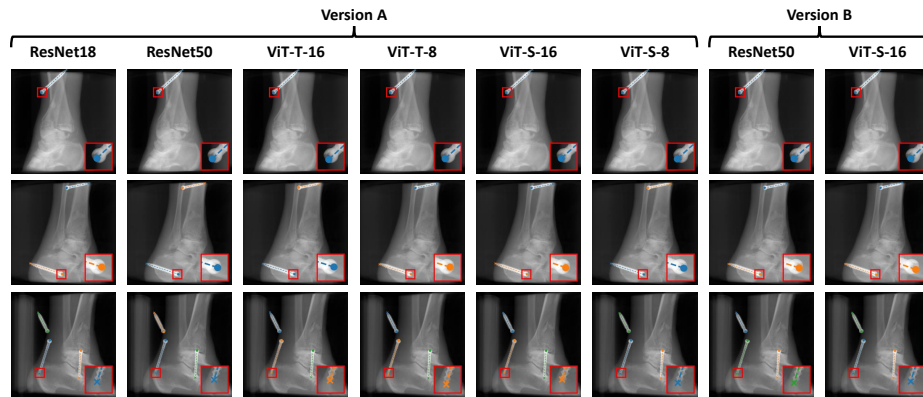 Version A Version B
ResNet18 ResNet50 ViT-T-16 ViT-T-8 ViT-S-16 ViT-S-8 ResNet50 ViT-S-16